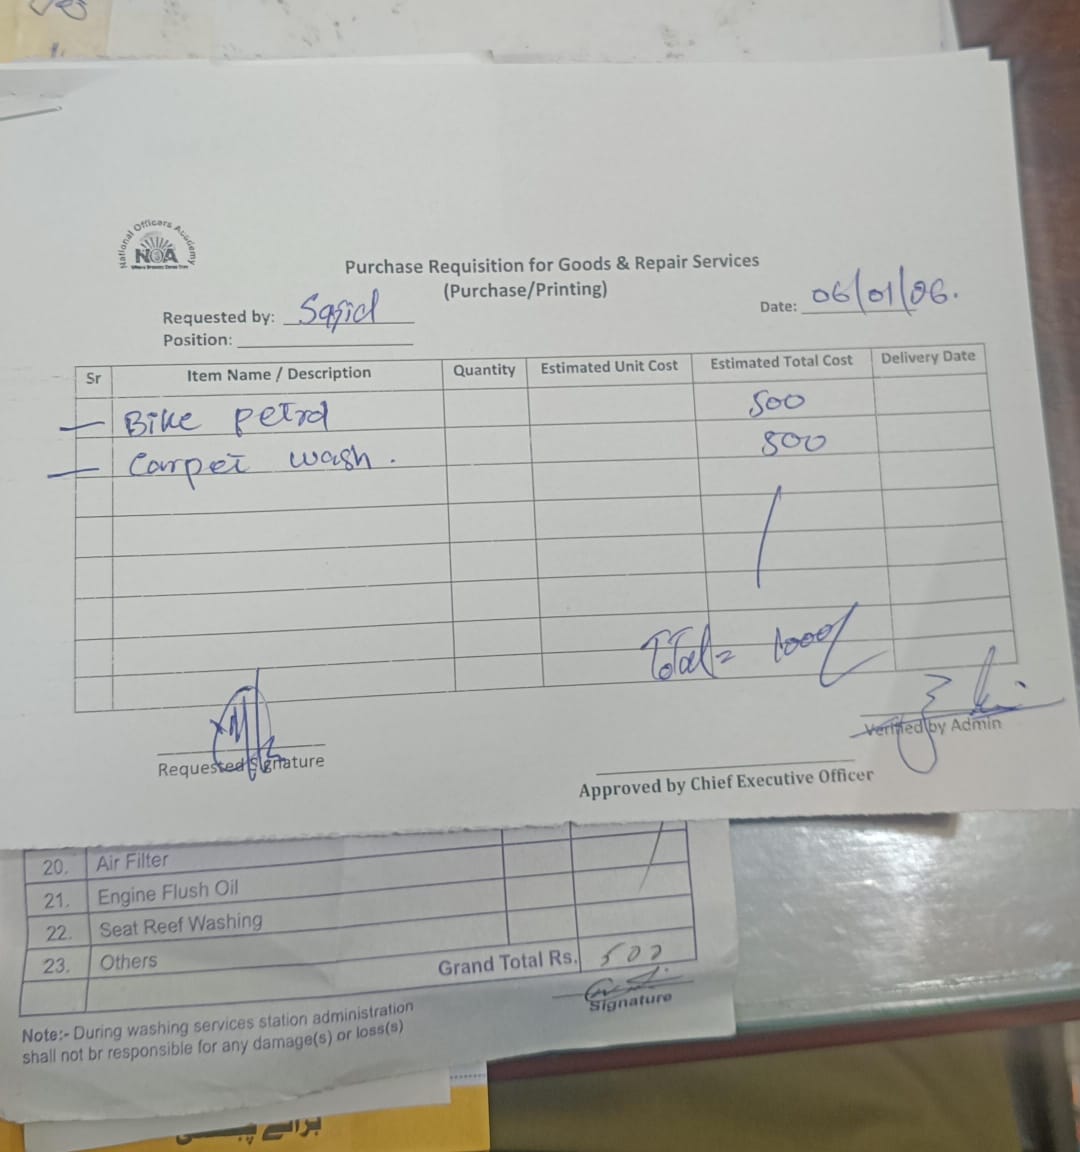 National Officers Academy
NOA
Purchase Requisition for Goods & Repair Services
(Purchase/Printing)
Requested by: Sajid
Date: 06/01/06.
Position:
Sr Item Name / Description Quantity Estimated Unit Cost Estimated Total Cost Delivery Date
Bike petrol 500
Carpet wash. 500
Total = 1000/
Requested Signature
Verified by Admin
Approved by Chief Executive Officer
20. Air Filter
21. Engine Flush Oil
22. Seat Reef Washing
23. Others
Grand Total Rs. 500
Signature
Note:- During washing services station administration
shall not br responsible for any damage(s) or loss(s)